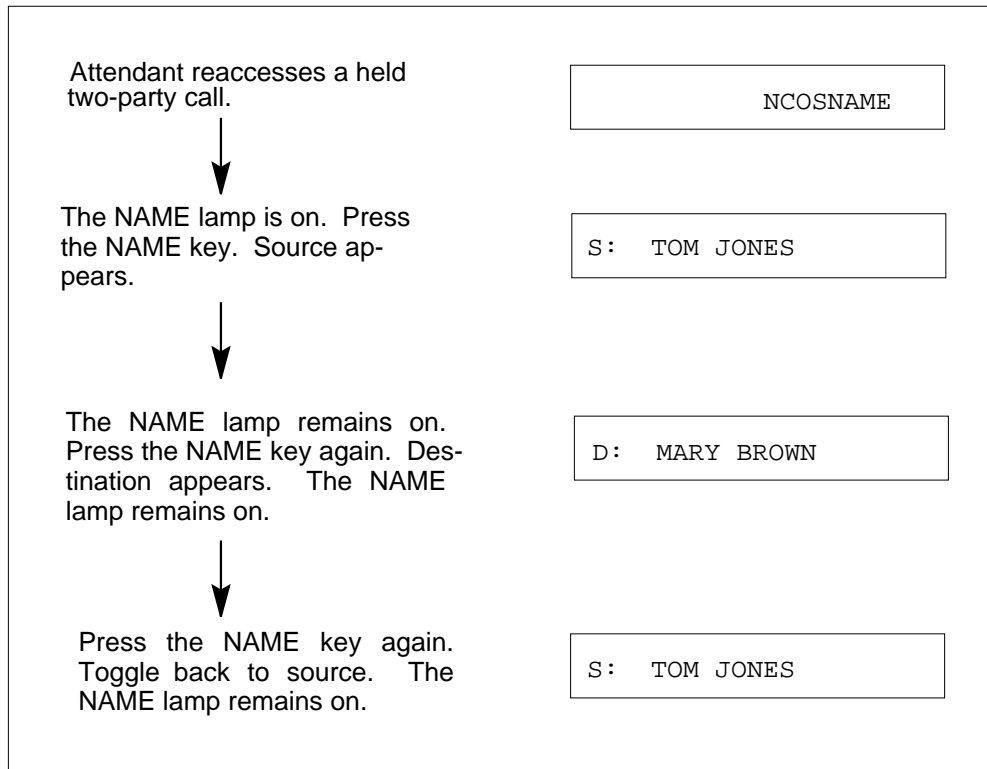 Attendant reaccesses a held
two-party call.
NCOSNAME
The NAME lamp is on. Press
the NAME key. Source ap-
pears.
S: TOM JONES
The NAME lamp remains on.
Press the NAME key again. Des-
tination appears. The NAME
lamp remains on.
D: MARY BROWN
Press the NAME key again.
Toggle back to source. The
NAME lamp remains on.
S: TOM JONES